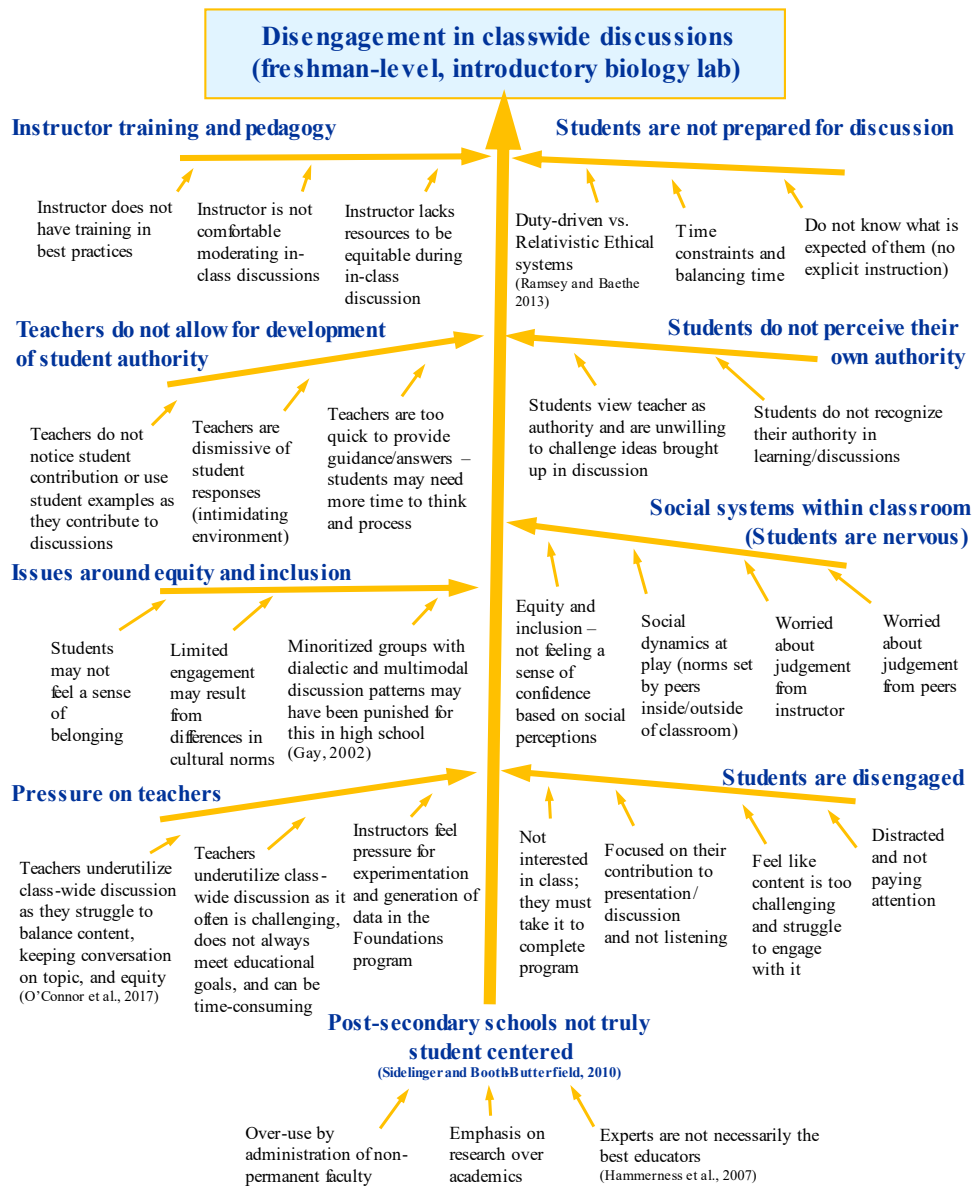 Disengagement in classwide discussions
(freshman-level, introductory biology lab)
Instructor training and pedagogy
Instructor does not
have training in
best practices
Instructor is not
comfortable
moderating in-
class discussions
Instructor lacks
resources to be
equitable during
in-class
discussion
Students are not prepared for discussion
Duty-driven vs.
Relativistic Ethical
systems
(Ramsey and Baethe
2013)
Time
constraints and
balancing time
Do not know what is
expected of them (no
explicit instruction)
Teachers do not allow for development
of student authority
Teachers do not
notice student
contribution or use
student examples as
they contribute to
discussions
Teachers are
dismissive of
student
responses
(intimidating
environment)
Teachers are too
quick to provide
guidance/answers –
students may need
more time to think
and process
Students do not perceive their
own authority
Students view teacher as
authority and are unwilling
to challenge ideas brought
up in discussion
Students do not recognize
their authority in
learning/discussions
Issues around equity and inclusion
Students
may not
feel a sense
of
belonging
Limited
engagement
may result
from
differences in
cultural norms
Minoritized groups with
dialectic and multimodal
discussion patterns may
have been punished for
this in high school
(Gay, 2002)
Social systems within classroom
(Students are nervous)
Equity and
inclusion –
not feeling a
sense of
confidence
based on social
perceptions
Social
dynamics at
play (norms set
by peers
inside/outside
of classroom)
Worried
about
judgement
from
instructor
Worried
about
judgement
from peers
Pressure on teachers
Teachers underutilize
class-wide discussion
as they struggle to
balance content,
keeping conversation
on topic, and equity
(O’Connor et al., 2017)
Teachers
underutilize class-
wide discussion as it
often is challenging,
does not always
meet educational
goals, and can be
time-consuming
Instructors feel
pressure for
experimentation
and generation of
data in the
Foundations
program
Students are disengaged
Not
interested
in class;
they must
take it to
complete
program
Focused on their
contribution to
presentation/
discussion
and not listening
Feel like
content is too
challenging
and struggle
to engage
with it
Distracted
and not
paying
attention
Post-secondary schools not truly
student centered
(Sidelinger and Booth-Butterfield, 2010)
Over-use by
administration of non-
permanent faculty
Emphasis on
research over
academics
Experts are not necessarily the
best educators
(Hammerness et al., 2007)